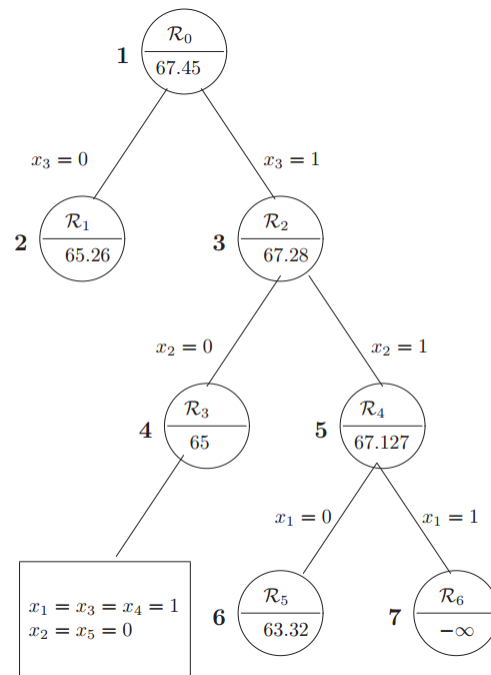 1
R₀
67.45
x₃ = 0
x₃ = 1
2
R₁
65.26
3
R₂
67.28
x₂ = 0
x₂ = 1
4
R₃
65
5
R₄
67.127
x₁ = 0
x₁ = 1
x₁ = x₃ = x₄ = 1
x₂ = x₅ = 0
6
R₅
63.32
7
R₆
−∞